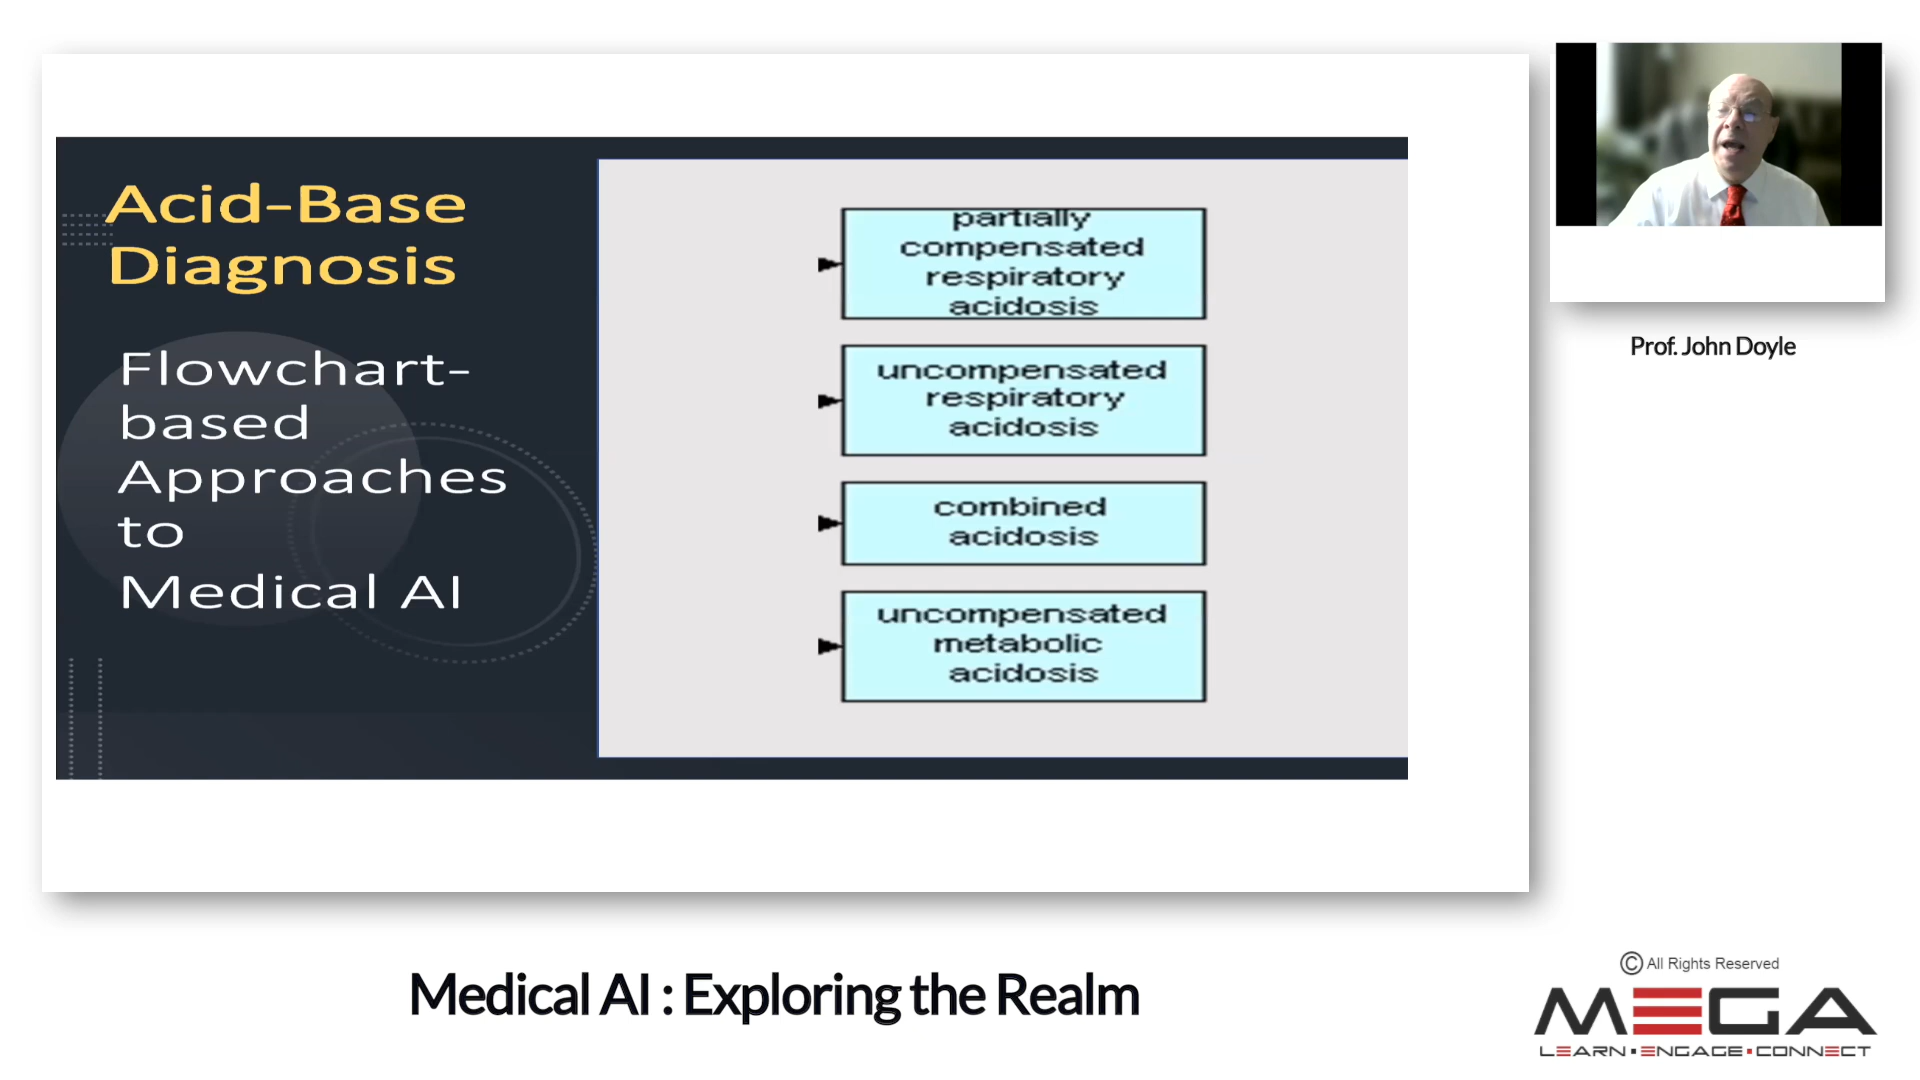 Acid-Base
Diagnosis
Flowchart-
based
Approaches
to
Medical AI
partially
compensated
respiratory
acidosis
uncompensated
respiratory
acidosis
combined
acidosis
uncompensated
metabolic
acidosis
Prof. John Doyle
Medical AI : Exploring the Realm
© All Rights Reserved
MEGA
LEARN·ENGAGE·CONNECT